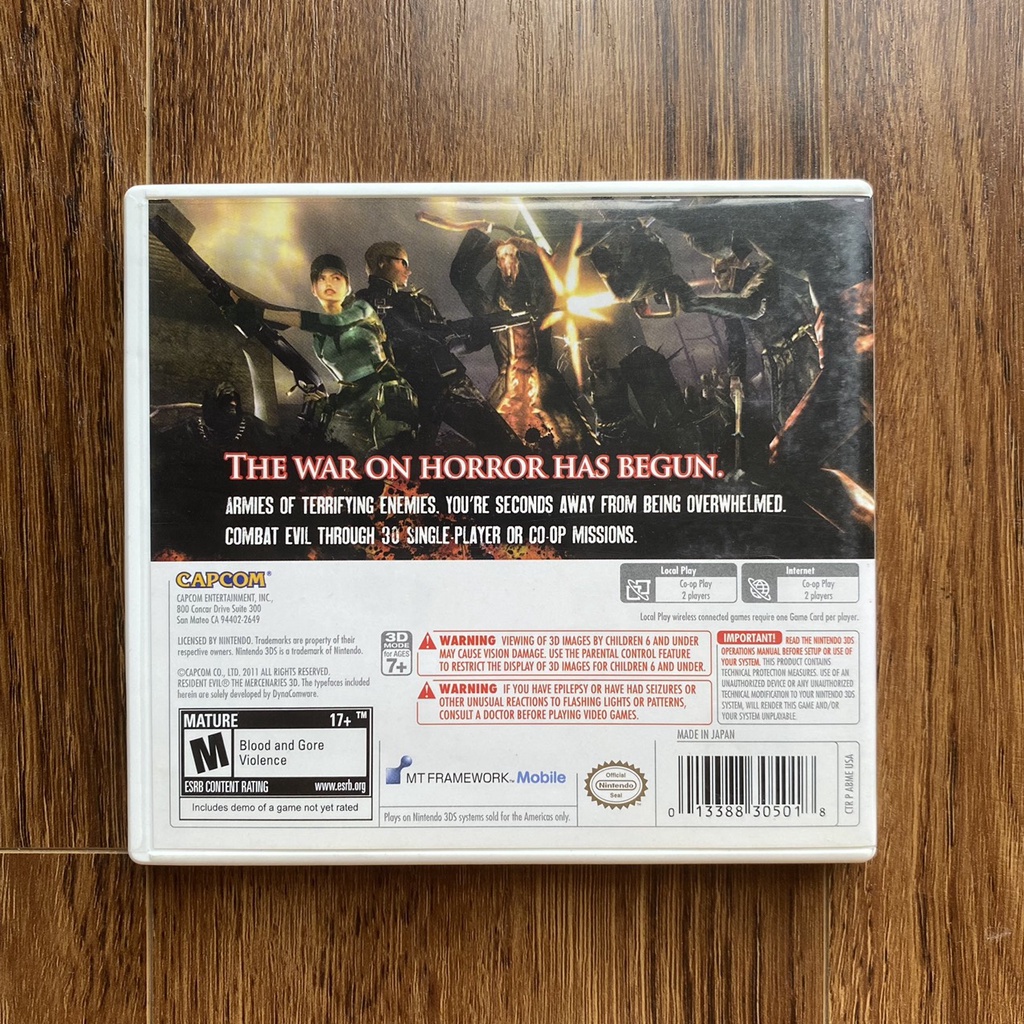 THE WAR ON HORROR HAS BEGUN.
ARMIES OF TERRIFYING ENEMIES. YOU'RE SECONDS AWAY FROM BEING OVERWHELMED.
COMBAT EVIL THROUGH 30 SINGLE-PLAYER OR CO-OP MISSIONS.
CAPCOM®
CAPCOM ENTERTAINMENT, INC.,
800 Concar Drive Suite 300
San Mateo CA 94402-2649
Local Play
Co-op Play
2 players
Internet
Co-op Play
2 players
Local Play wireless connected games require one Game Card per player.
LICENSED BY NINTENDO. Trademarks are property of their
respective owners. Nintendo 3DS is a trademark of Nintendo.
©CAPCOM CO., LTD. 2011 ALL RIGHTS RESERVED.
RESIDENT EVIL® THE MERCENARIES 3D. The typefaces included
herein are solely developed by DynaComware.
3D
MODE
for AGES
7+
WARNING VIEWING OF 3D IMAGES BY CHILDREN 6 AND UNDER
MAY CAUSE VISION DAMAGE. USE THE PARENTAL CONTROL FEATURE
TO RESTRICT THE DISPLAY OF 3D IMAGES FOR CHILDREN 6 AND UNDER.
WARNING IF YOU HAVE EPILEPSY OR HAVE HAD SEIZURES OR
OTHER UNUSUAL REACTIONS TO FLASHING LIGHTS OR PATTERNS,
CONSULT A DOCTOR BEFORE PLAYING VIDEO GAMES.
IMPORTANT! READ THE NINTENDO 3DS
OPERATIONS MANUAL BEFORE SETUP OR USE OF
YOUR SYSTEM. THIS PRODUCT CONTAINS
TECHNICAL PROTECTION MEASURES. USE OF AN
UNAUTHORIZED DEVICE OR ANY UNAUTHORIZED
TECHNICAL MODIFICATION TO YOUR NINTENDO 3DS
SYSTEM, WILL RENDER THIS GAME AND/OR
YOUR SYSTEM UNPLAYABLE.
MATURE 17+ ™
M
Blood and Gore
Violence
ESRB CONTENT RATING www.esrb.org
Includes demo of a game not yet rated
MT FRAMEWORK™ Mobile
Plays on Nintendo 3DS systems sold for the Americas only.
Official
Nintendo
Seal
MADE IN JAPAN
0 13388 30501 8
CTR P ABME USA